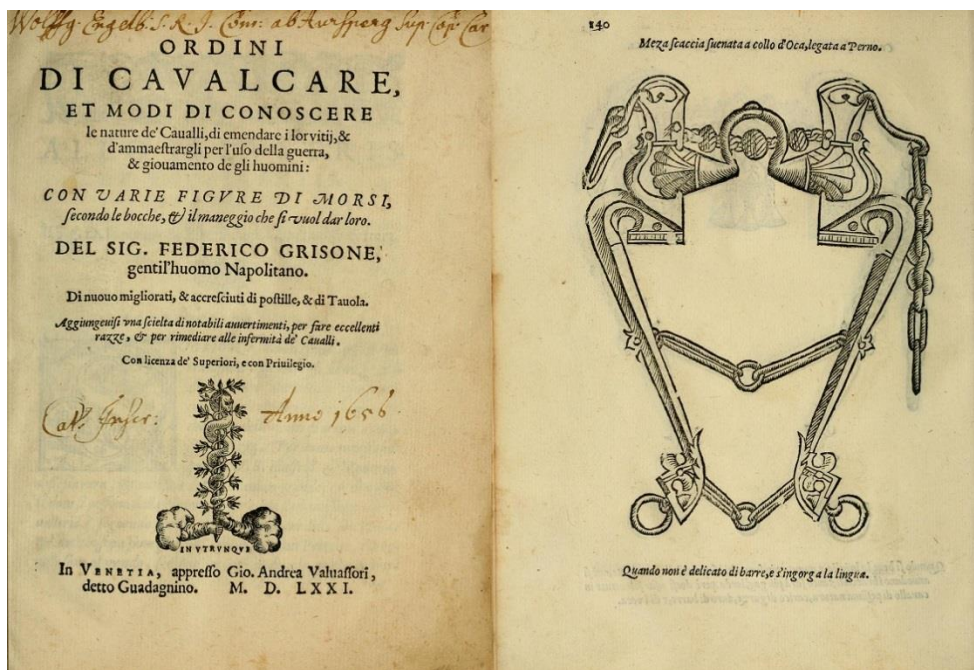 Wolffg. Engelb: S. R. I. Com: ab Aursperg Sup. Cap. Car
ORDINI
DI CAVALCARE,
ET MODI DI CONOSCERE
le nature de' Caualli, di emendare i lor vitij, &
d'ammaeſtrargli per l'uſo della guerra,
& giouamento de gli huomini:
CON VARIE FIGVRE DI MORSI,
ſecondo le bocche, & il maneggio che ſi vuol dar loro.
DEL SIG. FEDERICO GRISONE,
gentil'huomo Napolitano.
Di nuouo migliorati, & accreſciuti di poſtille, & di Tauola.
Aggiungeuiſi vna ſcielta di notabili auuertimenti, per fare eccellenti
razze, & per rimediare alle infermità de' Caualli.
Con licenza de' Superiori, e con Priuilegio.
Cat. Inſcr: Anno 1656.
IN VTRVNQVE
In VENETIA, appreſſo Gio. Andrea Valuaſſori,
detto Guadagnino. M. D. LXXI.
140
Meza ſcaccia ſuenata a collo d'Oca, legata a Perno.
Quando non è delicato di barre, e s'ingorga la lingua.